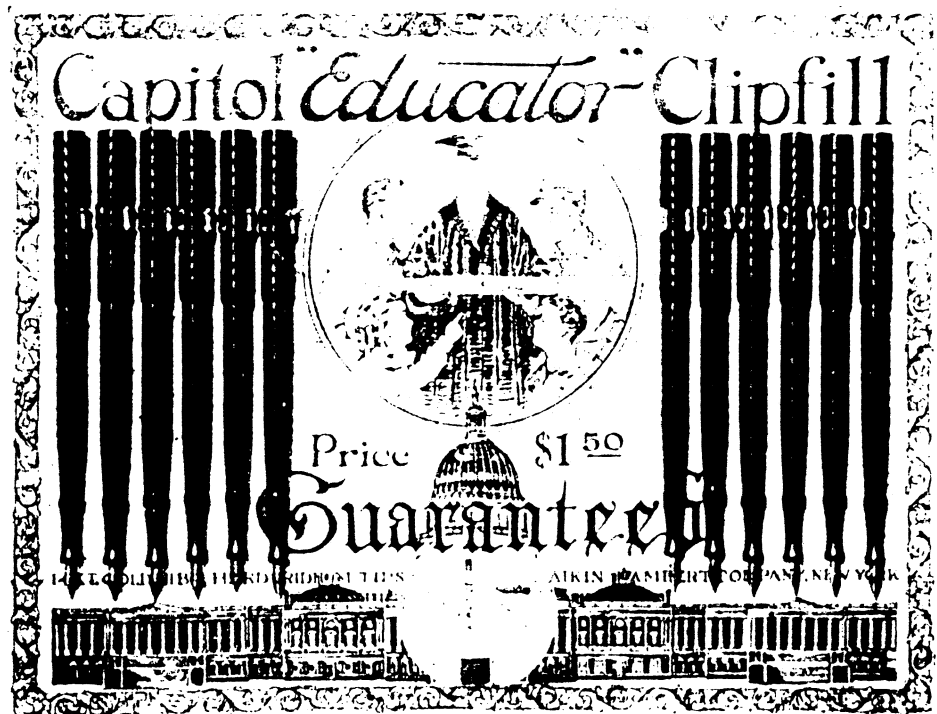 Capitol "Educator" Clipfill
Price $1 50
Guaranteed
AIKIN LAMBERT COMPANY, NEW YORK